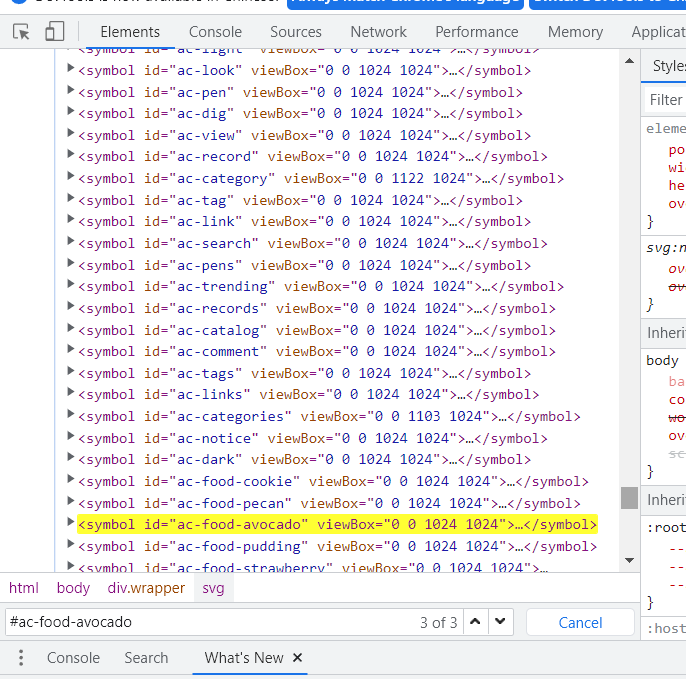 DevTools is now available in Chinese! Always match Chrome's language Switch DevTools to
Elements Console Sources Network Performance Memory Applicat
<symbol id="ac-light" viewBox="0 0 1024 1024">…</symbol>
<symbol id="ac-look" viewBox="0 0 1024 1024">…</symbol>
<symbol id="ac-pen" viewBox="0 0 1024 1024">…</symbol>
<symbol id="ac-dig" viewBox="0 0 1024 1024">…</symbol>
<symbol id="ac-view" viewBox="0 0 1024 1024">…</symbol>
<symbol id="ac-record" viewBox="0 0 1024 1024">…</symbol>
<symbol id="ac-category" viewBox="0 0 1122 1024">…</symbol>
<symbol id="ac-tag" viewBox="0 0 1024 1024">…</symbol>
<symbol id="ac-link" viewBox="0 0 1024 1024">…</symbol>
<symbol id="ac-search" viewBox="0 0 1024 1024">…</symbol>
<symbol id="ac-pens" viewBox="0 0 1024 1024">…</symbol>
<symbol id="ac-trending" viewBox="0 0 1024 1024">…</symbol>
<symbol id="ac-records" viewBox="0 0 1024 1024">…</symbol>
<symbol id="ac-catalog" viewBox="0 0 1024 1024">…</symbol>
<symbol id="ac-comment" viewBox="0 0 1024 1024">…</symbol>
<symbol id="ac-tags" viewBox="0 0 1024 1024">…</symbol>
<symbol id="ac-links" viewBox="0 0 1024 1024">…</symbol>
<symbol id="ac-categories" viewBox="0 0 1103 1024">…</symbol>
<symbol id="ac-notice" viewBox="0 0 1024 1024">…</symbol>
<symbol id="ac-dark" viewBox="0 0 1024 1024">…</symbol>
<symbol id="ac-food-cookie" viewBox="0 0 1024 1024">…</symbol>
<symbol id="ac-food-pecan" viewBox="0 0 1024 1024">…</symbol>
<symbol id="ac-food-avocado" viewBox="0 0 1024 1024">…</symbol>
<symbol id="ac-food-pudding" viewBox="0 0 1024 1024">…</symbol>
<symbol id="ac-food-strawberry" viewBox="0 0 1024 1024">…
html body div.wrapper svg
#ac-food-avocado 3 of 3 Cancel
Console Search What's New ×
Styles
Filter
eleme
po
wi
he
ov
}
svg:n
ov
ov
}
Inherit
body
ba
co
wo
ov
sc
}
Inherit
:root
--
--
--
}
:host